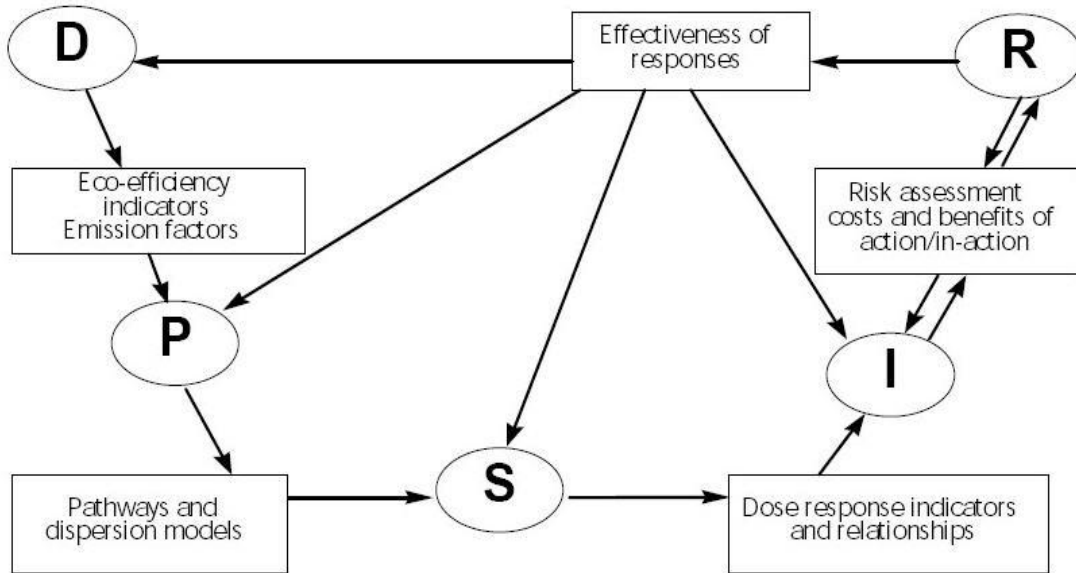 D
Effectiveness of
responses
R
Eco-efficiency
indicators
Emission factors
Risk assessment
costs and benefits of
action/in-action
P
I
S
Pathways and
dispersion models
Dose response indicators
and relationships